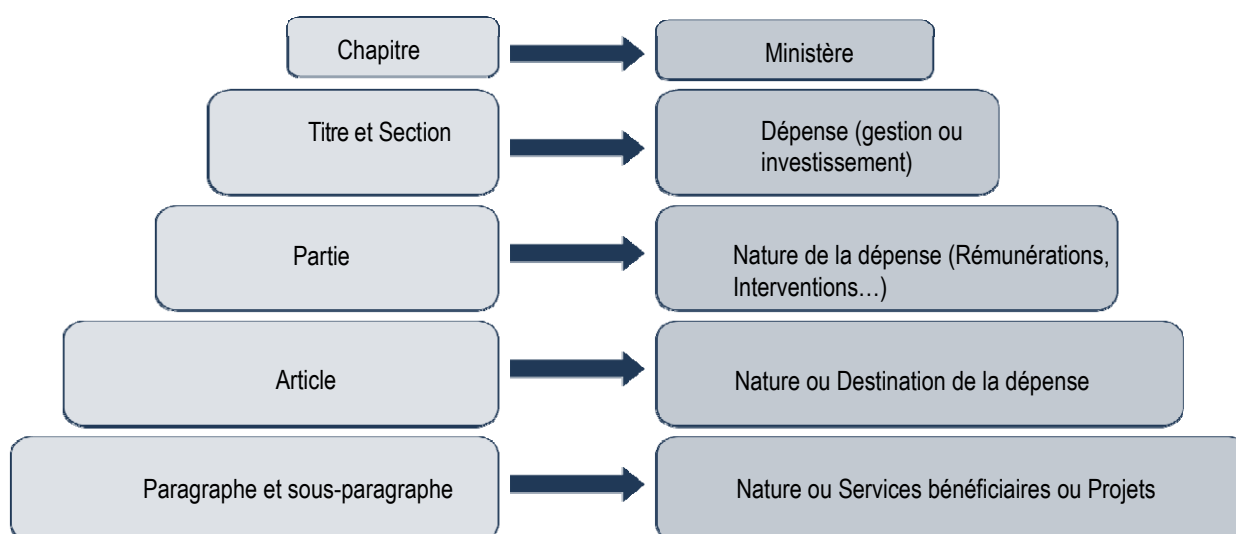 Chapitre
Ministère
Titre et Section
Dépense (gestion ou
investissement)
Partie
Nature de la dépense (Rémunérations,
Interventions…)
Article
Nature ou Destination de la dépense
Paragraphe et sous-paragraphe
Nature ou Services bénéficiaires ou Projets